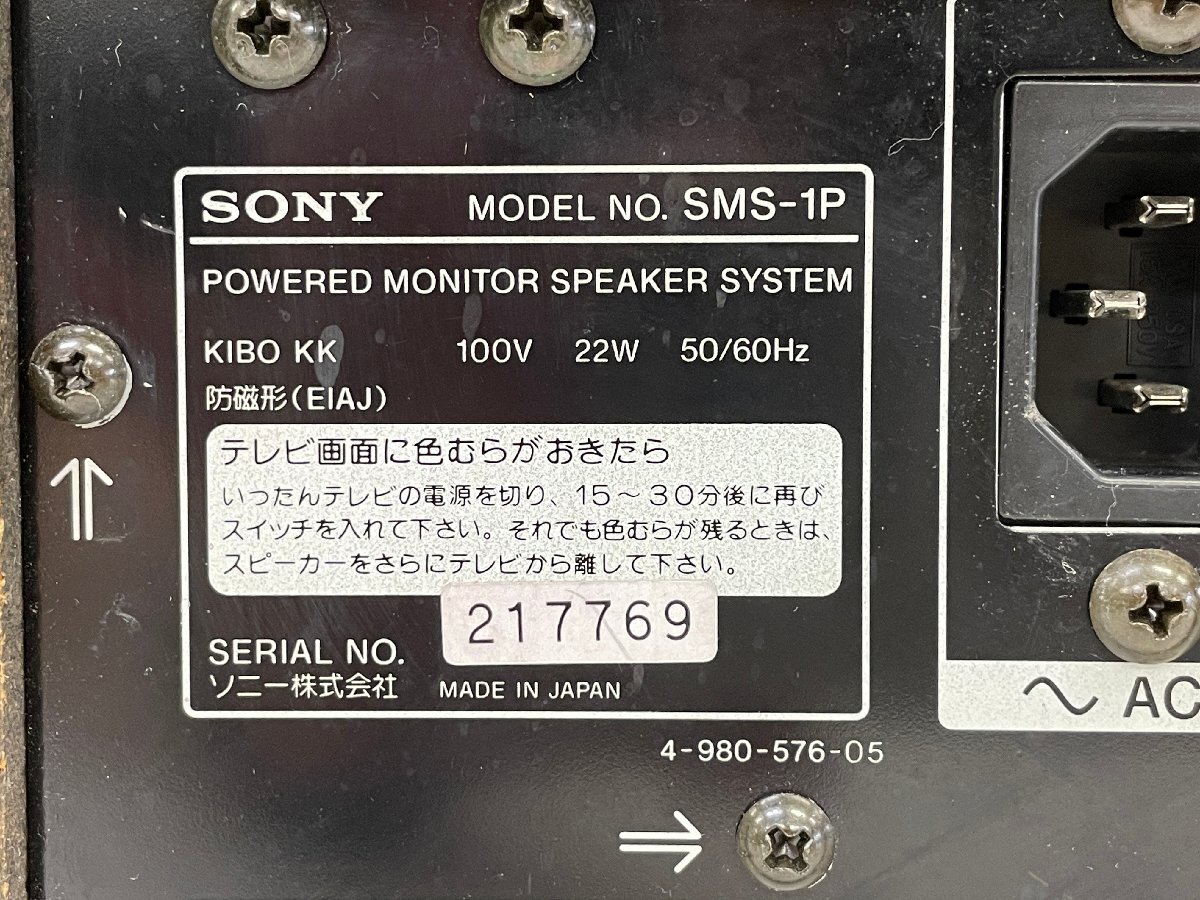 SONY MODEL NO. SMS-1P
POWERED MONITOR SPEAKER SYSTEM
KIBO KK 100V 22W 50/60Hz
防磁形(EIAJ)
テレビ画面に色むらがおきたら
いったんテレビの電源を切り、15〜30分後に再び
スイッチを入れて下さい。それでも色むらが残るときは、
スピーカーをさらにテレビから離して下さい。
217769
SERIAL NO.
ソニー株式会社 MADE IN JAPAN
4-980-576-05
~ AC